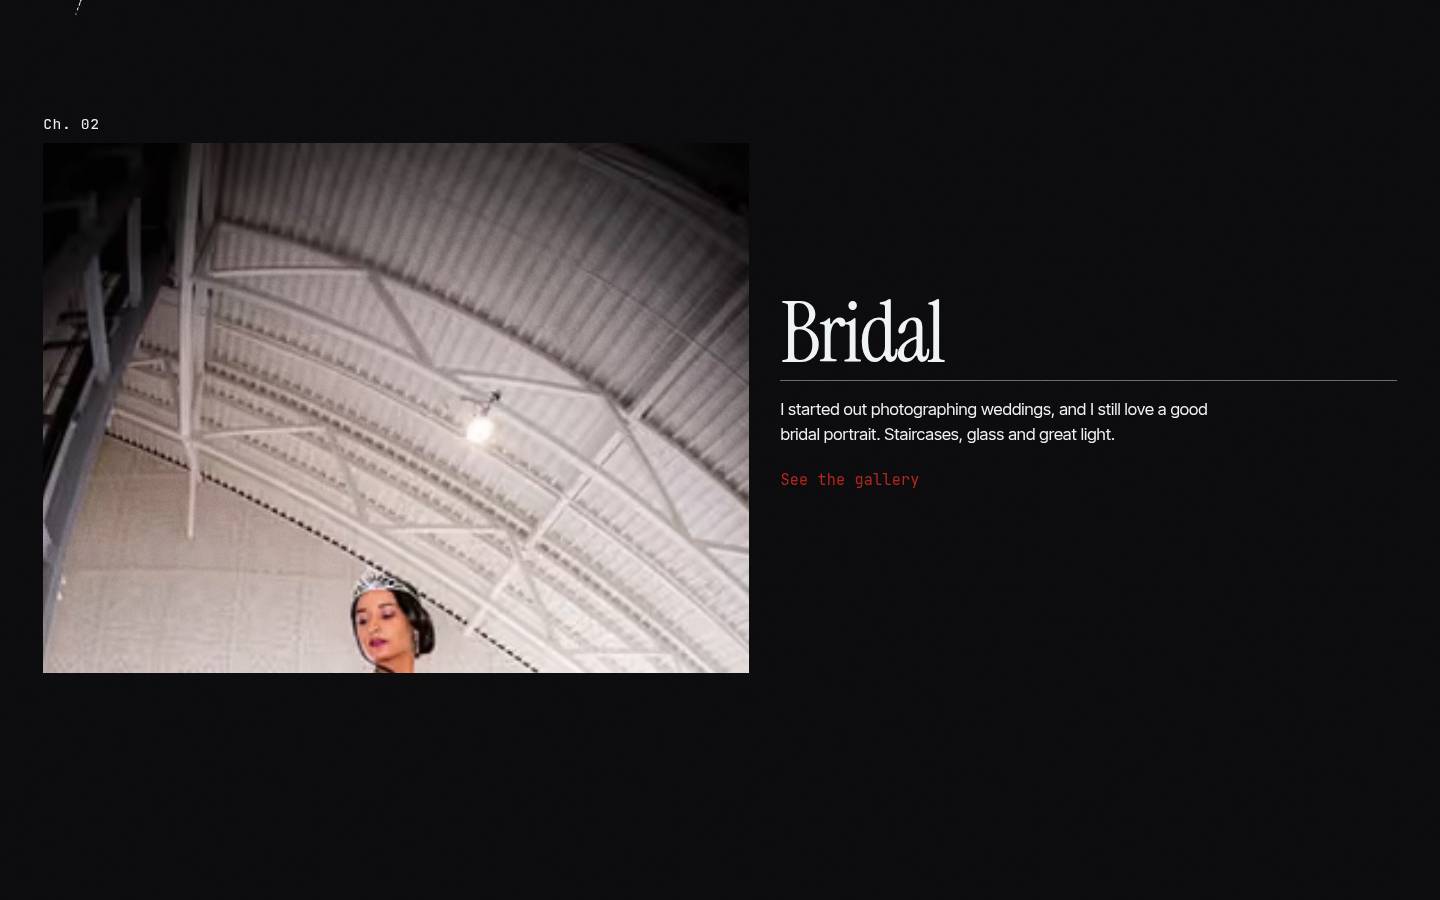 Ch. 02
Bridal
I started out photographing weddings, and I still love a good
bridal portrait. Staircases, glass and great light.
See the gallery